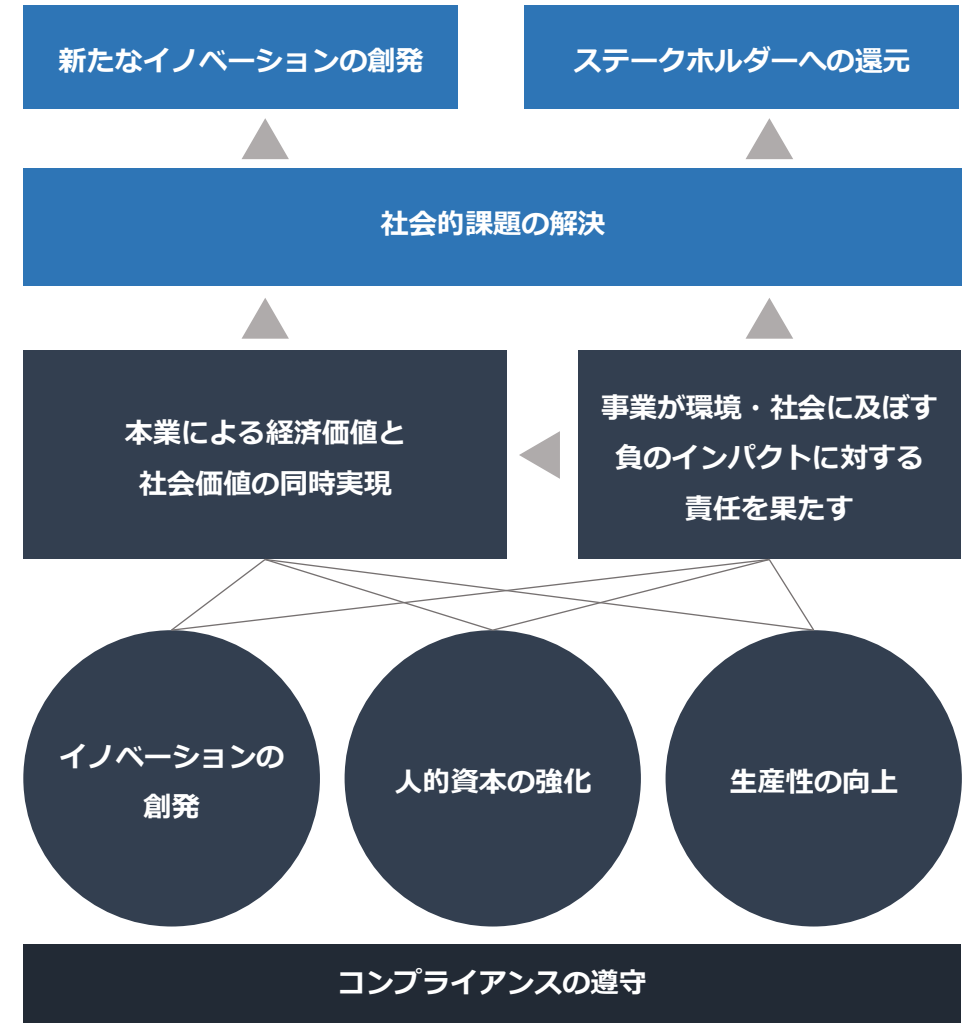 新たなイノベーションの創発
ステークホルダーへの還元
社会的課題の解決
本業による経済価値と
社会価値の同時実現
事業が環境・社会に及ぼす
負のインパクトに対する
責任を果たす
イノベーションの
創発
人的資本の強化
生産性の向上
コンプライアンスの遵守